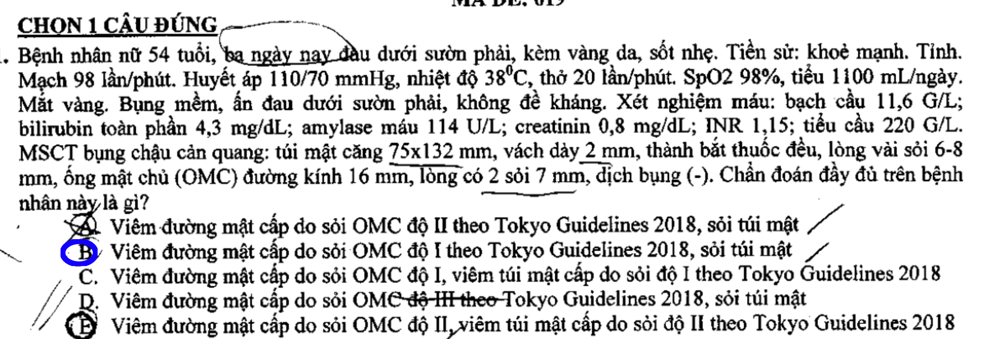 MÃ ĐỀ: 019
CHỌN 1 CÂU ĐÚNG
. Bệnh nhân nữ 54 tuổi, ba ngày nay đau dưới sườn phải, kèm vàng da, sốt nhẹ. Tiền sử: khoẻ mạnh. Tỉnh.
Mạch 98 lần/phút. Huyết áp 110/70 mmHg, nhiệt độ 38⁰C, thở 20 lần/phút. SpO2 98%, tiểu 1100 mL/ngày.
Mắt vàng. Bụng mềm, ấn đau dưới sườn phải, không đề kháng. Xét nghiệm máu: bạch cầu 11,6 G/L;
bilirubin toàn phần 4,3 mg/dL; amylase máu 114 U/L; creatinin 0,8 mg/dL; INR 1,15; tiểu cầu 220 G/L.
MSCT bụng chậu cản quang: túi mật căng 75x132 mm, vách dày 2 mm, thành bắt thuốc đều, lòng vài sỏi 6-8
mm, ống mật chủ (OMC) đường kính 16 mm, lòng có 2 sỏi 7 mm, dịch bụng (-). Chẩn đoán đầy đủ trên bệnh
nhân này là gì?
A. Viêm đường mật cấp do sỏi OMC độ II theo Tokyo Guidelines 2018, sỏi túi mật
B Viêm đường mật cấp do sỏi OMC độ I theo Tokyo Guidelines 2018, sỏi túi mật
C. Viêm đường mật cấp do sỏi OMC độ I, viêm túi mật cấp do sỏi độ I theo Tokyo Guidelines 2018
D. Viêm đường mật cấp do sỏi OMC độ III theo Tokyo Guidelines 2018, sỏi túi mật
E Viêm đường mật cấp do sỏi OMC độ II, viêm túi mật cấp do sỏi độ II theo Tokyo Guidelines 2018